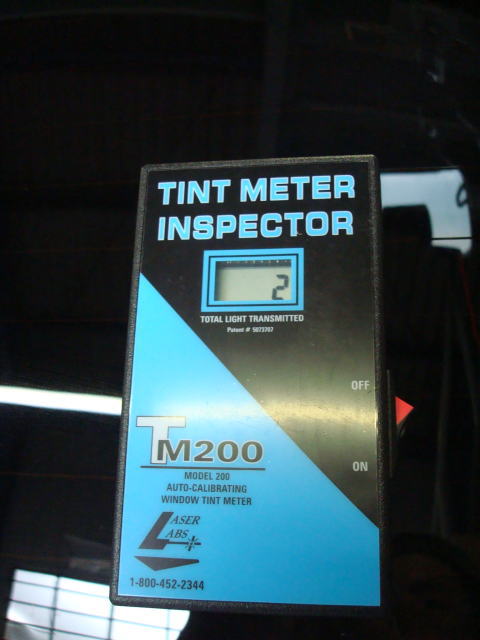 TINT METER
INSPECTOR
2
TOTAL LIGHT TRANSMITTED
Patent # 5073707
OFF
ON
TM200
MODEL 200
AUTO-CALIBRATING
WINDOW TINT METER
LASER
LABS
1-800-452-2344